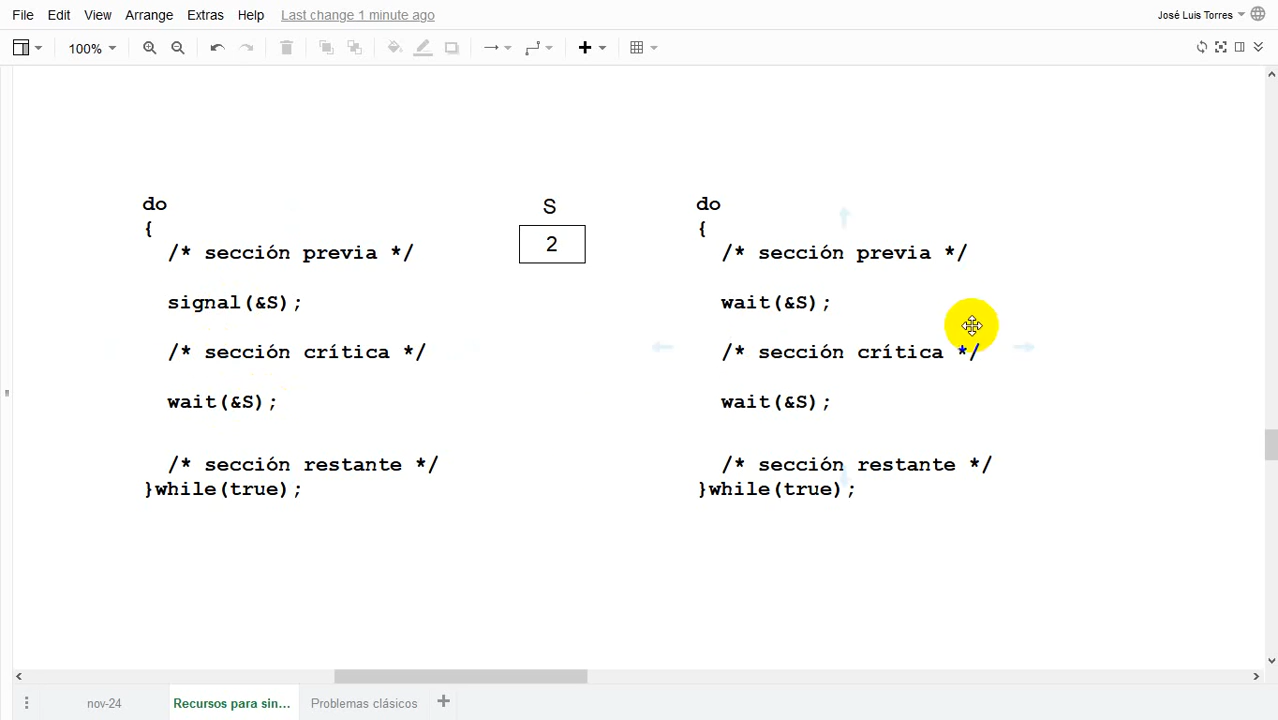 File Edit View Arrange Extras Help Last change 1 minute ago José Luis Torres
100%
do
{
/* sección previa */
signal(&S);
/* sección crítica */
wait(&S);
/* sección restante */
}while(true);
S
2
do
{
/* sección previa */
wait(&S);
/* sección crítica */
wait(&S);
/* sección restante */
}while(true);
nov-24 Recursos para sin... Problemas clásicos